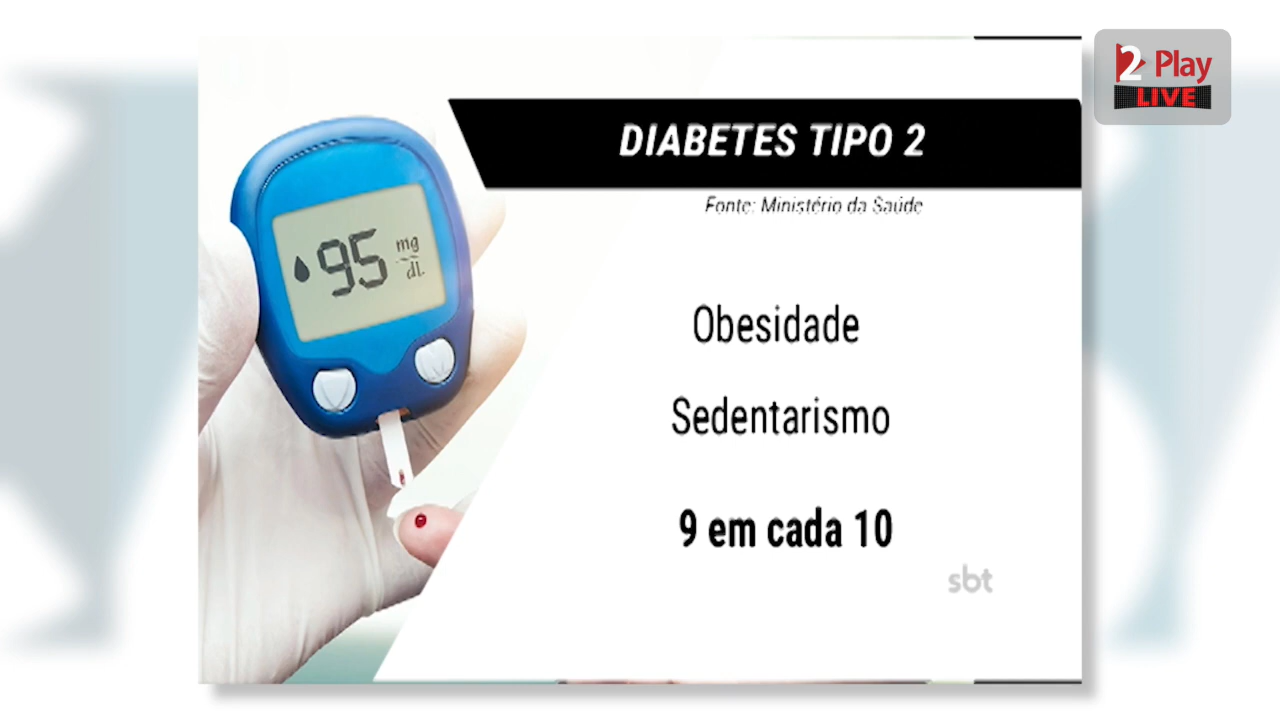 2 Play
LIVE
DIABETES TIPO 2
Fonte: Ministério da Saúde
95 mg
dL
Obesidade
Sedentarismo
9 em cada 10
sbt